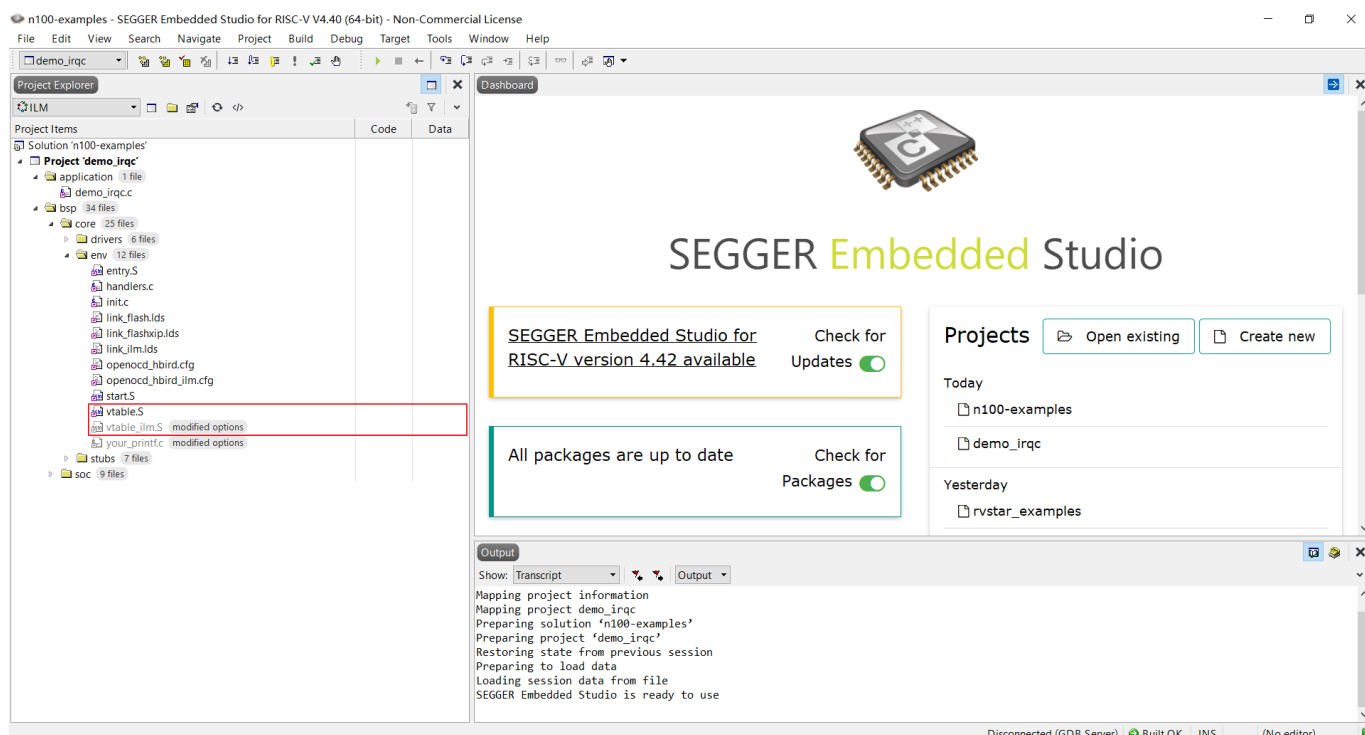 n100-examples - SEGGER Embedded Studio for RISC-V V4.40 (64-bit) - Non-Commercial License
File Edit View Search Navigate Project Build Debug Target Tools Window Help
demo_irqc
Project Explorer
ILM
Project Items Code Data
Solution 'n100-examples'
Project 'demo_irqc'
application 1 file
demo_irqc.c
bsp 34 files
core 25 files
drivers 6 files
env 12 files
entry.S
handlers.c
init.c
link_flash.lds
link_flashxip.lds
link_ilm.lds
openocd_hbird.cfg
openocd_hbird_ilm.cfg
start.S
vtable.S
vtable_ilm.S modified options
your_printf.c modified options
stubs 7 files
soc 9 files
Dashboard
C
SEGGER Embedded Studio
SEGGER Embedded Studio for
RISC-V version 4.42 available
Check for
Updates
All packages are up to date
Check for
Packages
Projects Open existing Create new
Today
n100-examples
demo_irqc
Yesterday
rvstar_examples
Output
Show: Transcript Output
Mapping project information
Mapping project demo_irqc
Preparing solution ‘n100-examples’
Preparing project ‘demo_irqc’
Restoring state from previous session
Preparing to load data
Loading session data from file
SEGGER Embedded Studio is ready to use
Disconnected (GDB Server) Built OK INS (No editor)